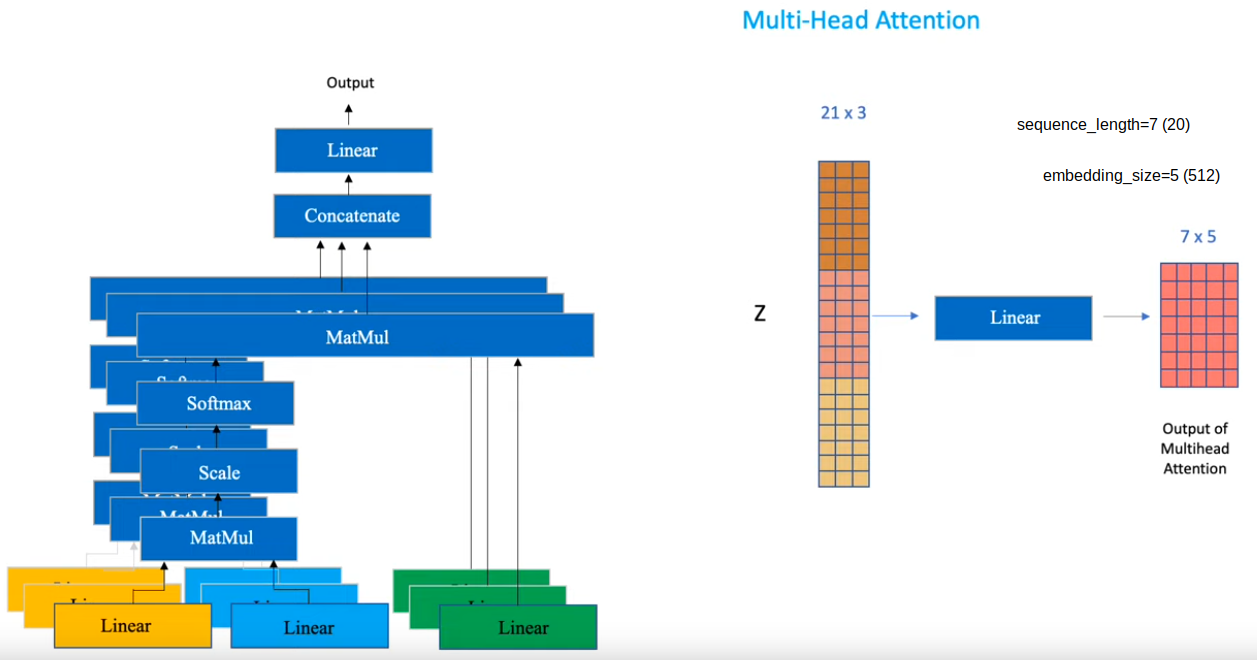 Multi-Head Attention
Output
Linear
Concatenate
MatMul
Softmax
Scale
MatMul
Linear
Linear
Linear
21 x 3
sequence_length=7 (20)
embedding_size=5 (512)
7 x 5
Z
Linear
Output of
Multihead
Attention